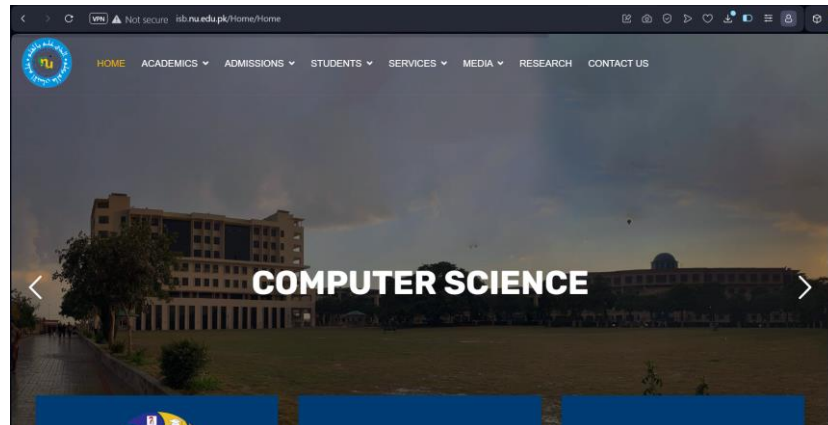 VPN Not secure isb.nu.edu.pk/Home/Home
HOME ACADEMICS ADMISSIONS STUDENTS SERVICES MEDIA RESEARCH CONTACT US
nu
COMPUTER SCIENCE